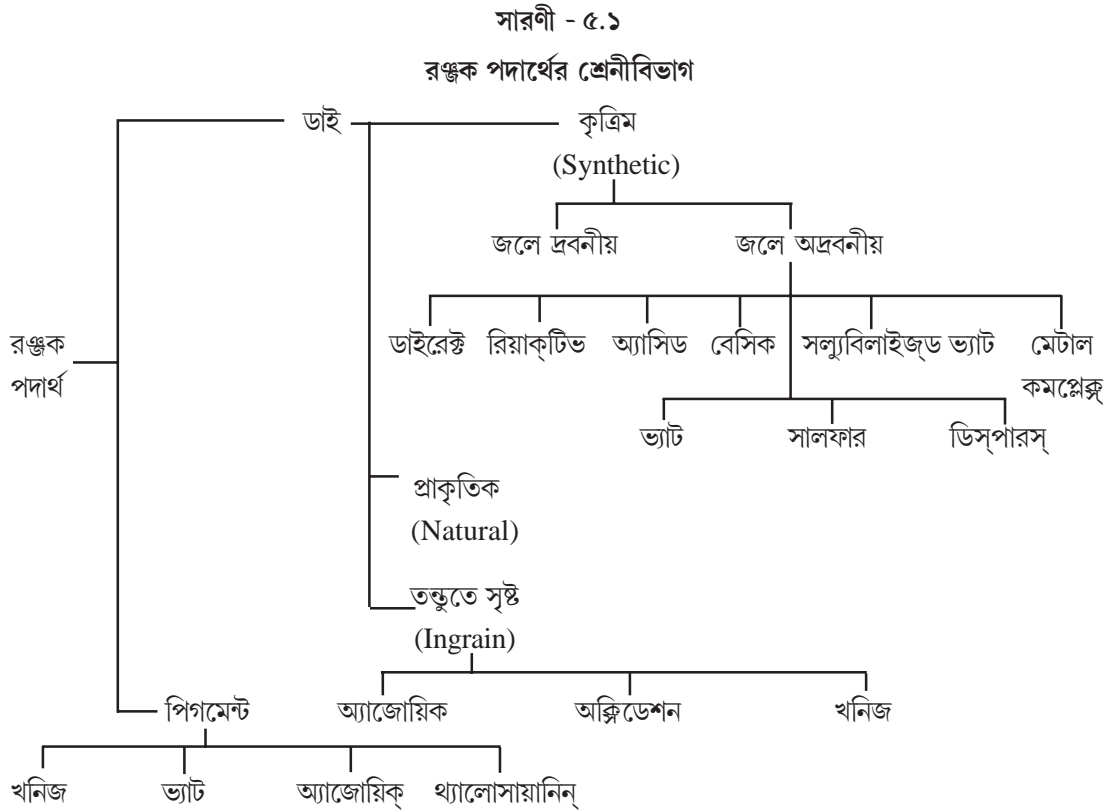 সারণী - ৫.১
রঞ্জক পদার্থের শ্রেনীবিভাগ
ডাই
কৃত্রিম
(Synthetic)
জলে দ্রবনীয়
জলে অদ্রবনীয়
রঞ্জক
পদার্থ
ডাইরেক্ট
রিয়াক্‌টিভ
অ্যাসিড
বেসিক
সল্যুবিলাইজ্‌ড ভ্যাট
মেটাল
কমপ্লেক্স্
ভ্যাট
সালফার
ডিস্‌পারস্
প্রাকৃতিক
(Natural)
তন্তুতে সৃষ্ট
(Ingrain)
পিগমেন্ট
অ্যাজোয়িক
অক্সিডেশন
খনিজ
খনিজ
ভ্যাট
অ্যাজোয়িক্
থ্যালোসায়ানিন্